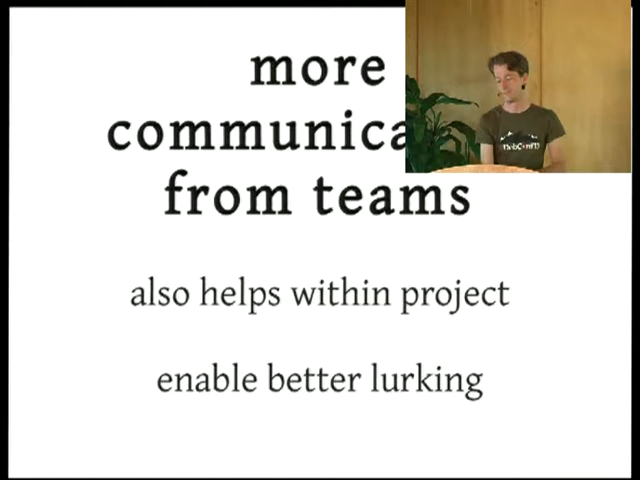 more
communica
from teams
also helps within project
enable better lurking